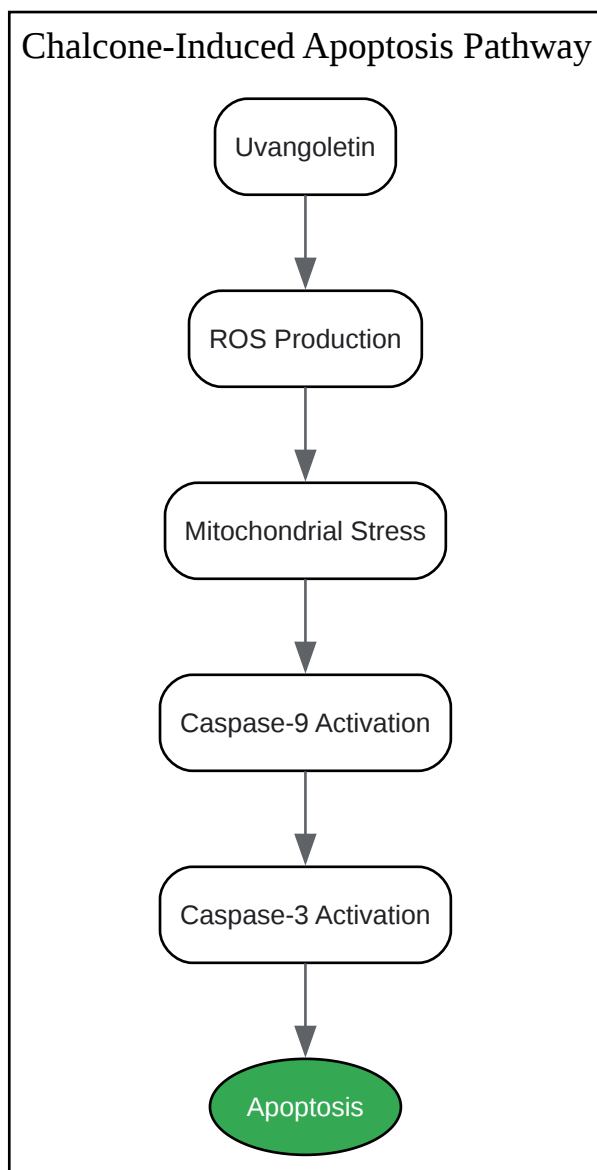 Chalcone-Induced Apoptosis Pathway
Uvangoletin
ROS Production
Mitochondrial Stress
Caspase-9 Activation
Caspase-3 Activation
Apoptosis